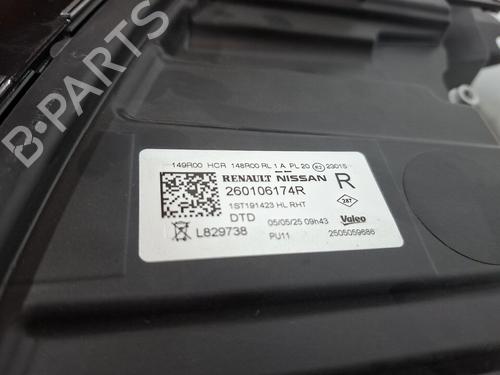 149R00 HCR 148R00 RL 1 A PL 20 E2 23015
RENAULT NISSAN R
260106174R
1ST191423 HL RHT
DTD 05/05/25 09h43 Valeo
L829738 PU11 2505059686
287
B-PARTS